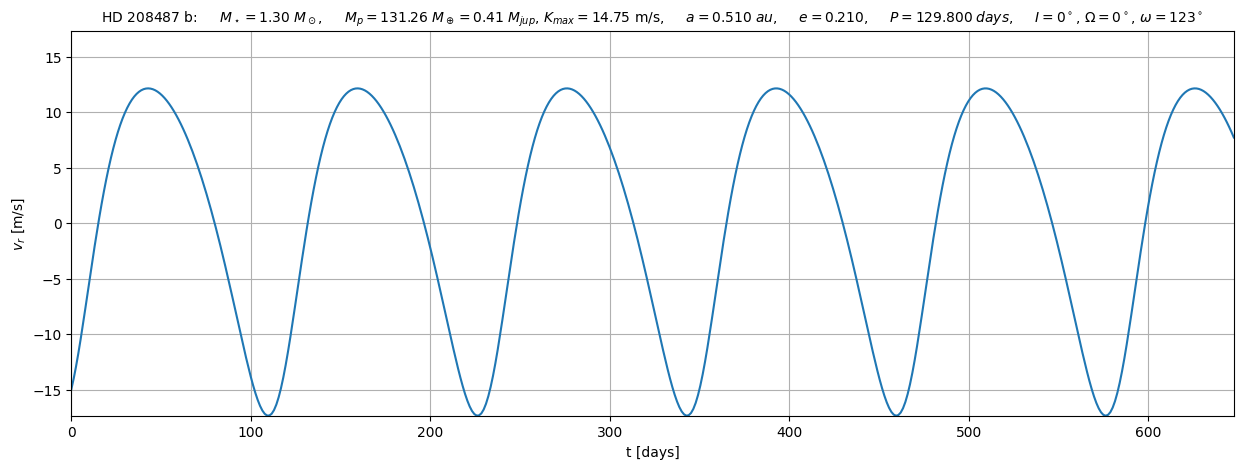 HD 208487 b: M⋆ = 1.30 M⊙, Mp = 131.26 M⊕ = 0.41 Mjup, Kmax = 14.75 m/s, a = 0.510 au, e = 0.210, P = 129.800 days, I = 0°, Ω = 0°, ω = 123°
15
10
5
0
−5
−10
−15
vr [m/s]
0 100 200 300 400 500 600
t [days]